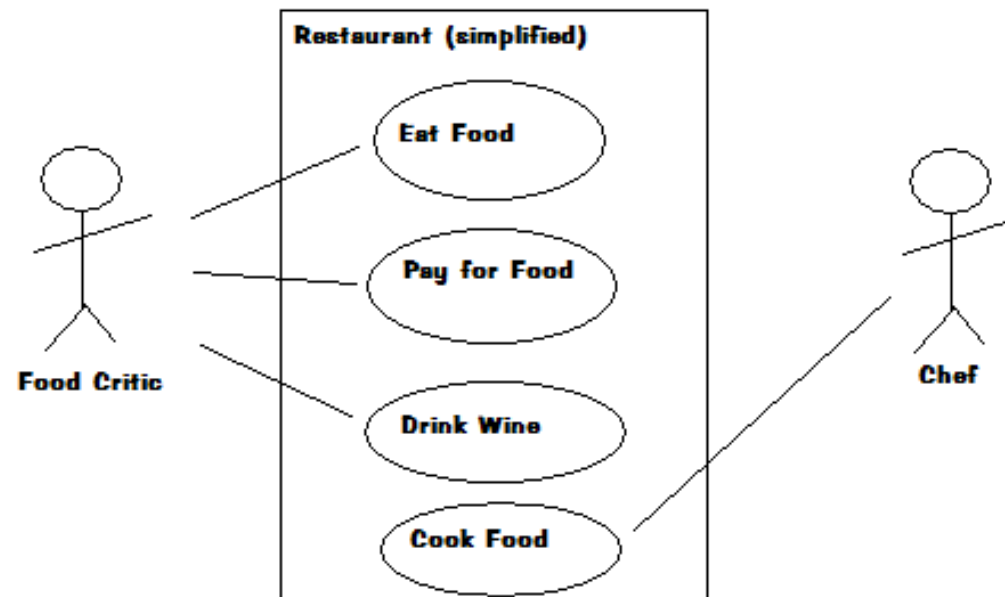 Restaurant (simplified)
Eat Food
Pay for Food
Drink Wine
Cook Food
Food Critic
Chef